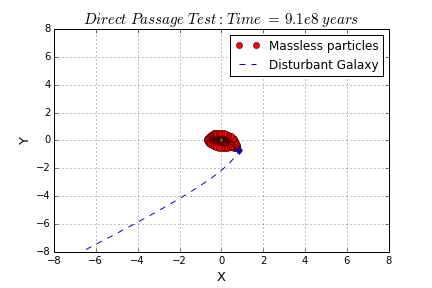 Direct Passage Test: Time = 9.1e8 years
Massless particles
Disturbant Galaxy
Y
8
6
4
2
0
−2
−4
−6
−8
−8 −6 −4 −2 0 2 4 6 8
X